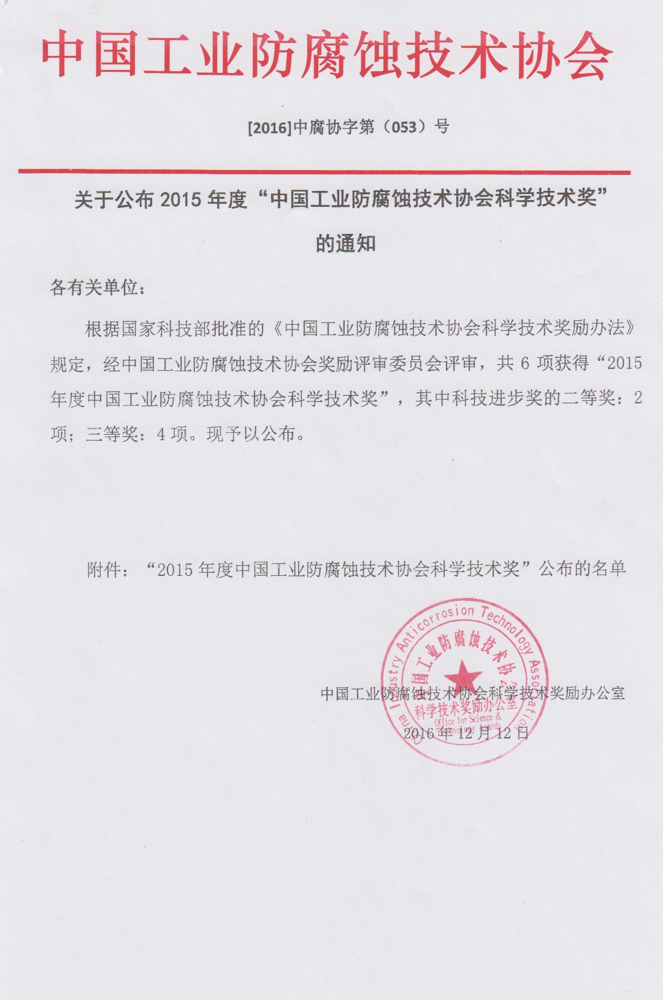 中国工业防腐蚀技术协会
[2016]中腐协字第（053）号
关于公布 2015 年度“中国工业防腐蚀技术协会科学技术奖”
的通知
各有关单位：
根据国家科技部批准的《中国工业防腐蚀技术协会科学技术奖励办法》
规定，经中国工业防腐蚀技术协会奖励评审委员会评审，共 6 项获得“2015
年度中国工业防腐蚀技术协会科学技术奖”，其中科技进步奖的二等奖：2
项；三等奖：4 项。现予以公布。
附件：“2015 年度中国工业防腐蚀技术协会科学技术奖”公布的名单
China Industry Anticorrosion Technology Association
中国工业防腐蚀技术协会
中国工业防腐蚀技术协会科学技术奖励办公室
科学技术奖励办公室
Office for Science &
Technology Awards
2016 年 12 月 12 日